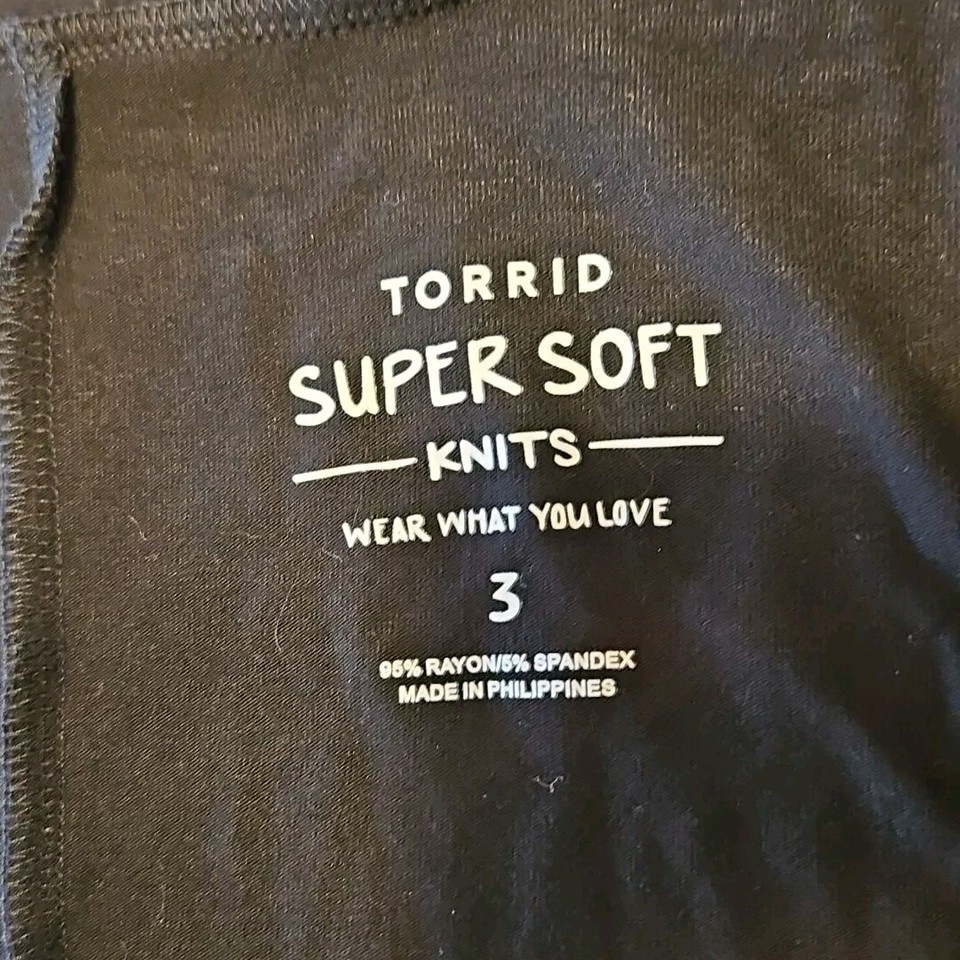 TORRID
SUPER SOFT
KNITS
WEAR WHAT YOU LOVE
3
95% RAYON/5% SPANDEX
MADE IN PHILIPPINES